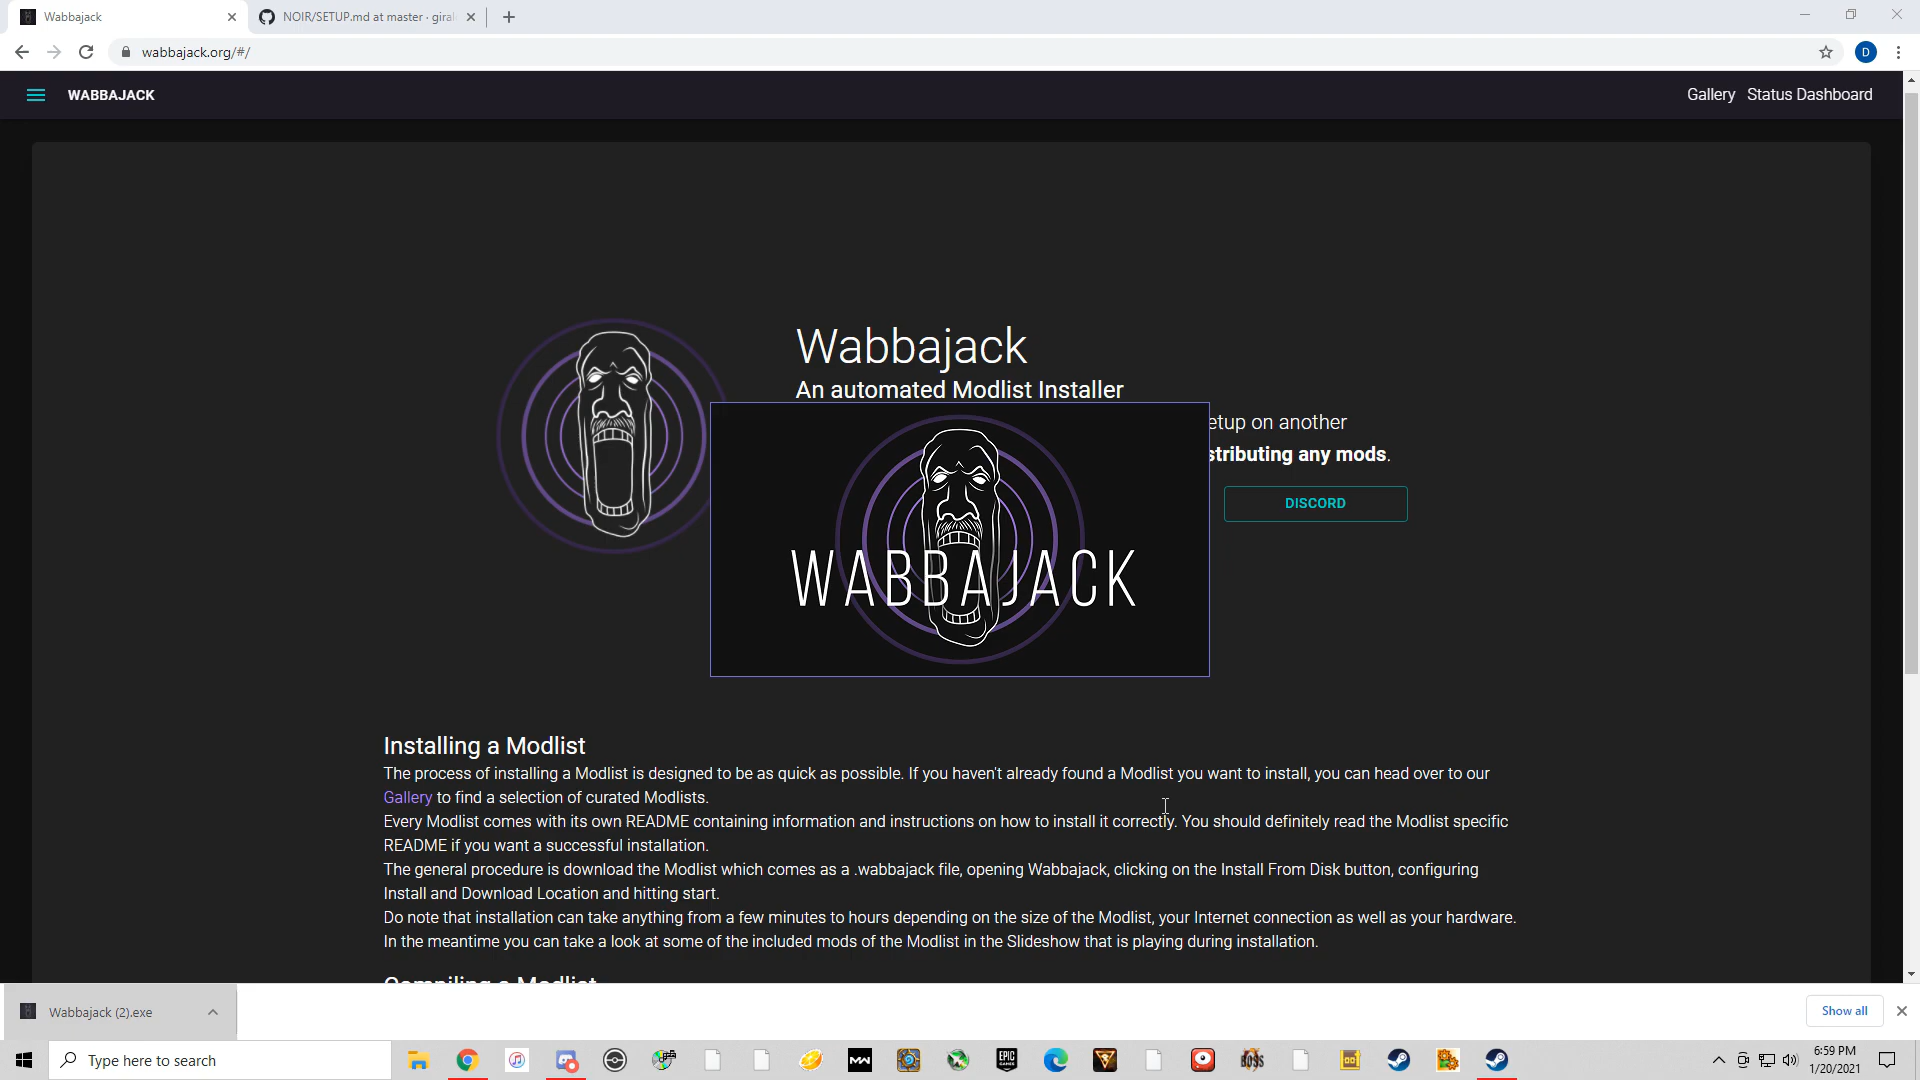 Wabbajack
NOIR/SETUP.md at master · giral
wabbajack.org/#/
D
WABBAJACK
Gallery
Status Dashboard
Wabbajack
An automated Modlist Installer
etup on another
stributing any mods.
DISCORD
WABBAJACK
Installing a Modlist
The process of installing a Modlist is designed to be as quick as possible. If you haven't already found a Modlist you want to install, you can head over to our
Gallery to find a selection of curated Modlists.
Every Modlist comes with its own README containing information and instructions on how to install it correctly. You should definitely read the Modlist specific
README if you want a successful installation.
The general procedure is download the Modlist which comes as a .wabbajack file, opening Wabbajack, clicking on the Install From Disk button, configuring
Install and Download Location and hitting start.
Do note that installation can take anything from a few minutes to hours depending on the size of the Modlist, your Internet connection as well as your hardware.
In the meantime you can take a look at some of the included mods of the Modlist in the Slideshow that is playing during installation.
Compiling a Modlist
Wabbajack (2).exe
Show all
Type here to search
MW
EPIC GAMES
BOSS
6:59 PM
1/20/2021